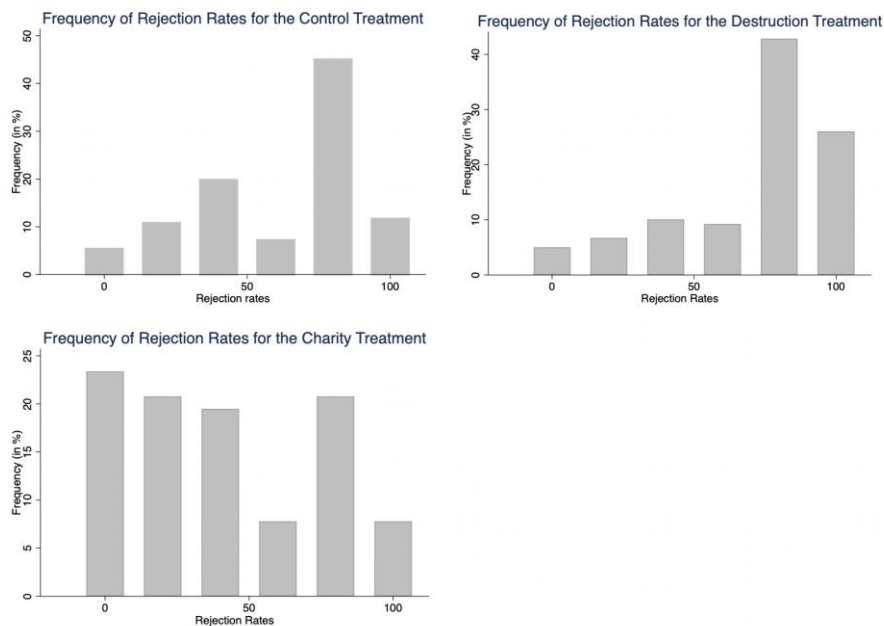 Frequency of Rejection Rates for the Control Treatment
50
40
30
20
10
0
Frequency (in %)
0 50 100
Rejection rates
Frequency of Rejection Rates for the Destruction Treatment
40
30
20
10
0
Frequency (in %)
0 50 100
Rejection Rates
Frequency of Rejection Rates for the Charity Treatment
25
20
15
10
5
0
Frequency (in %)
0 50 100
Rejection Rates